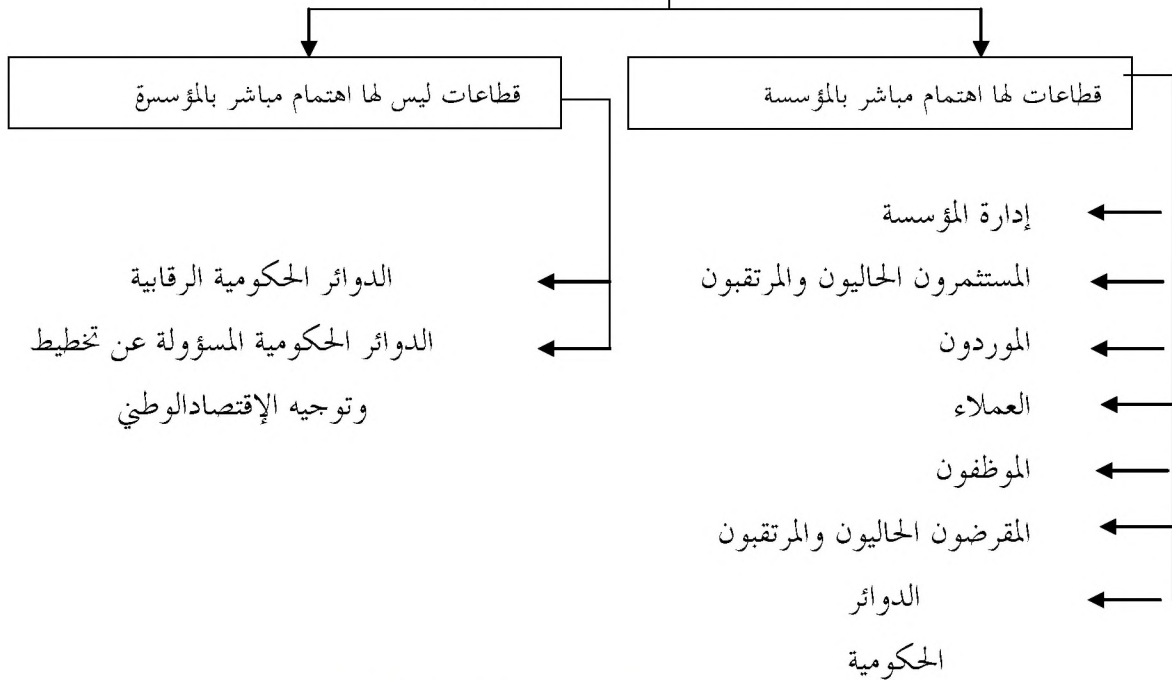 قطاعات لها اهتمام مباشر بالمؤسسة
إدارة المؤسسة
المستثمرون الحاليون والمرتقبون
الموردون
العملاء
الموظفون
المقرضون الحاليون والمرتقبون
الدوائر
الحكومية
قطاعات ليس لها اهتمام مباشر بالمؤسسرة
الدوائر الحكومية الرقابية
الدوائر الحكومية المسؤولة عن تخطيط
وتوجيه الإقتصادالوطني